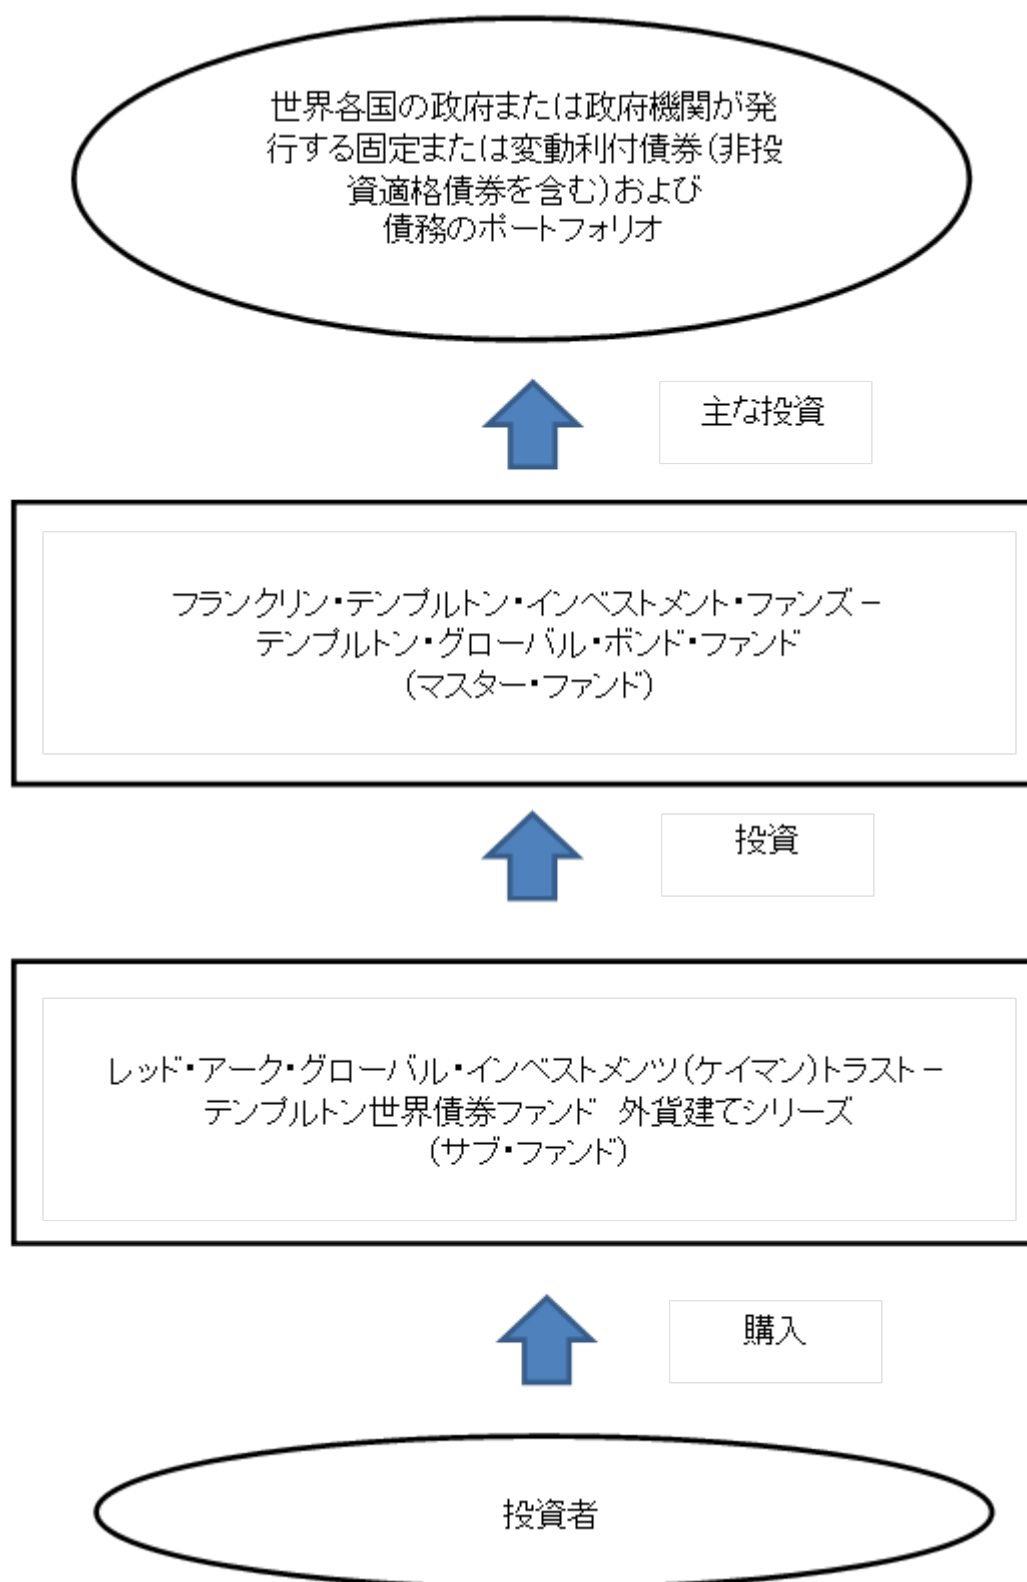 世界各国の政府または政府機関が発
行する固定または変動利付債券(非投
資適格債券を含む)および
債務のポートフォリオ
主な投資
フランクリン・テンプルトン・インベストメント・ファンズ－
テンプルトン・グローバル・ボンド・ファンド
(マスター・ファンド)
投資
レッド・アーク・グローバル・インベストメンツ(ケイマン)トラスト－
テンプルトン世界債券ファンド 外貨建てシリーズ
(サブ・ファンド)
購入
投資者